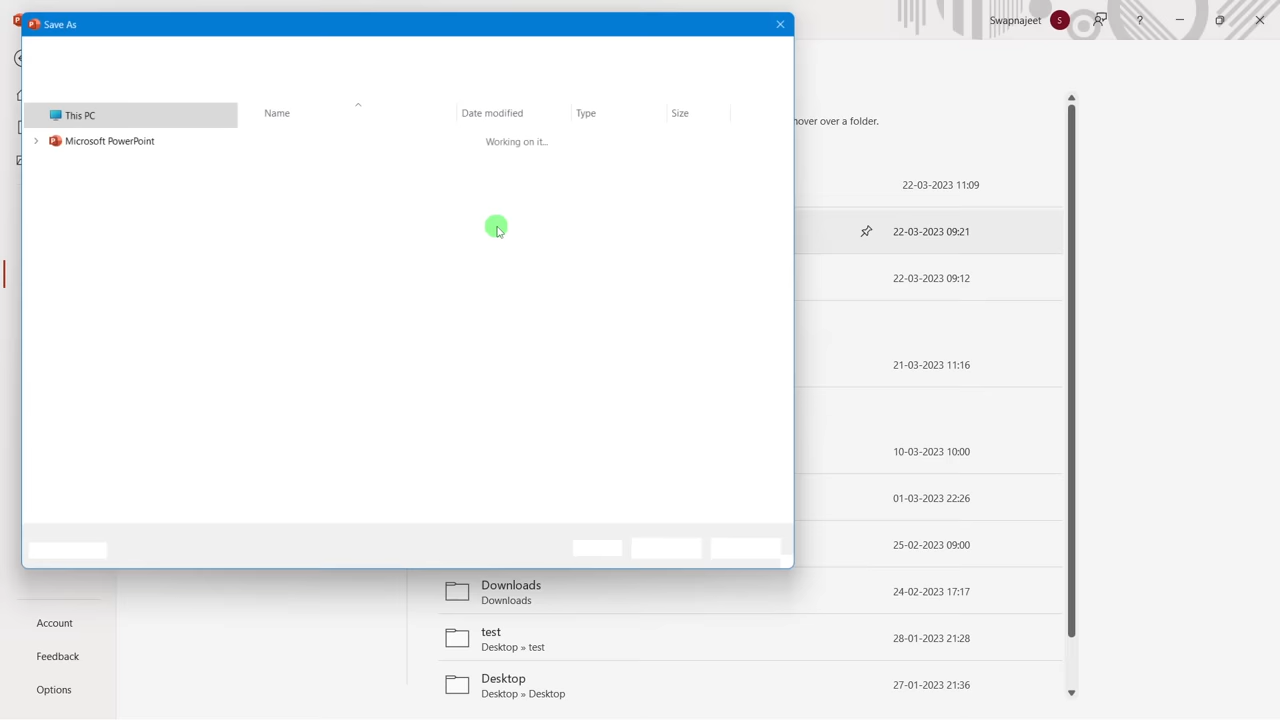 Save As
Swapnajeet
S
?
This PC
Name
Date modified
Type
Size
hover over a folder.
Microsoft PowerPoint
Working on it...
22-03-2023 11:09
22-03-2023 09:21
22-03-2023 09:12
21-03-2023 11:16
10-03-2023 10:00
01-03-2023 22:26
25-02-2023 09:00
Downloads
Downloads
24-02-2023 17:17
test
Desktop » test
28-01-2023 21:28
Desktop
Desktop » Desktop
27-01-2023 21:36
Account
Feedback
Options